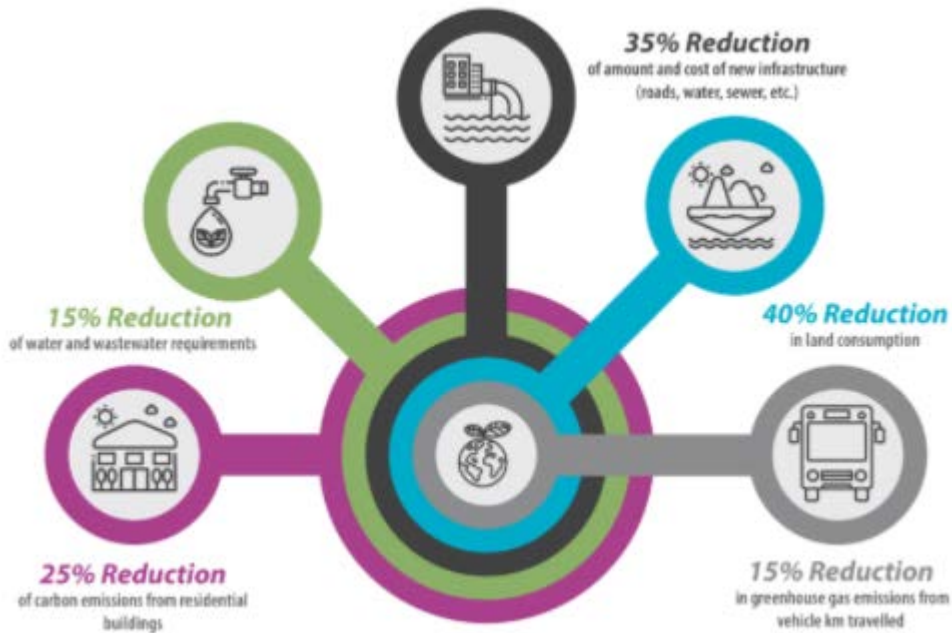 35% Reduction
of amount and cost of new infrastructure
(roads, water, sewer, etc.)
15% Reduction
of water and wastewater requirements
40% Reduction
in land consumption
25% Reduction
of carbon emissions from residential
buildings
15% Reduction
in greenhouse gas emissions from
vehicle km travelled